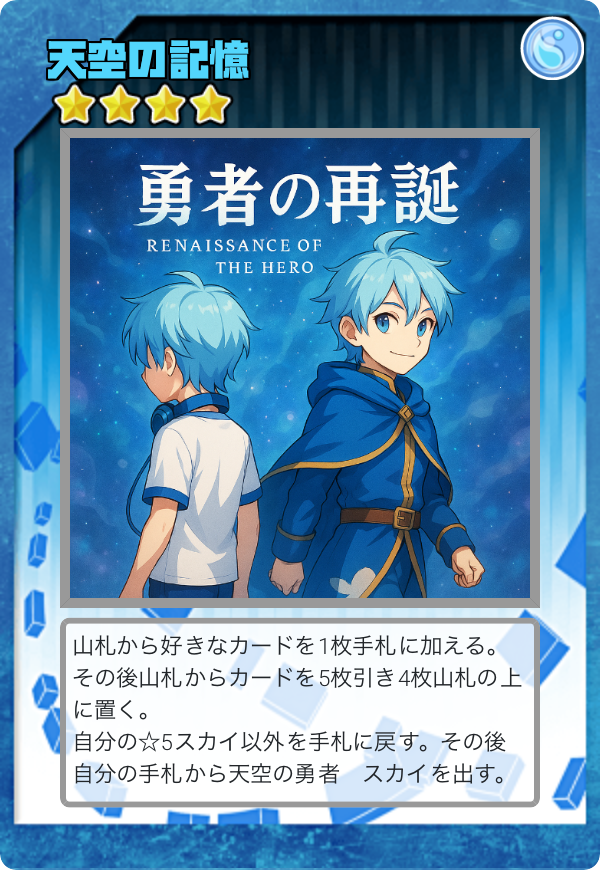 天空の記憶
勇者の再誕
RENAISSANCE OF
THE HERO
山札から好きなカードを1枚手札に加える。
その後山札からカードを5枚引き4枚山札の上
に置く。
自分の☆5スカイ以外を手札に戻す。その後
自分の手札から天空の勇者　スカイを出す。